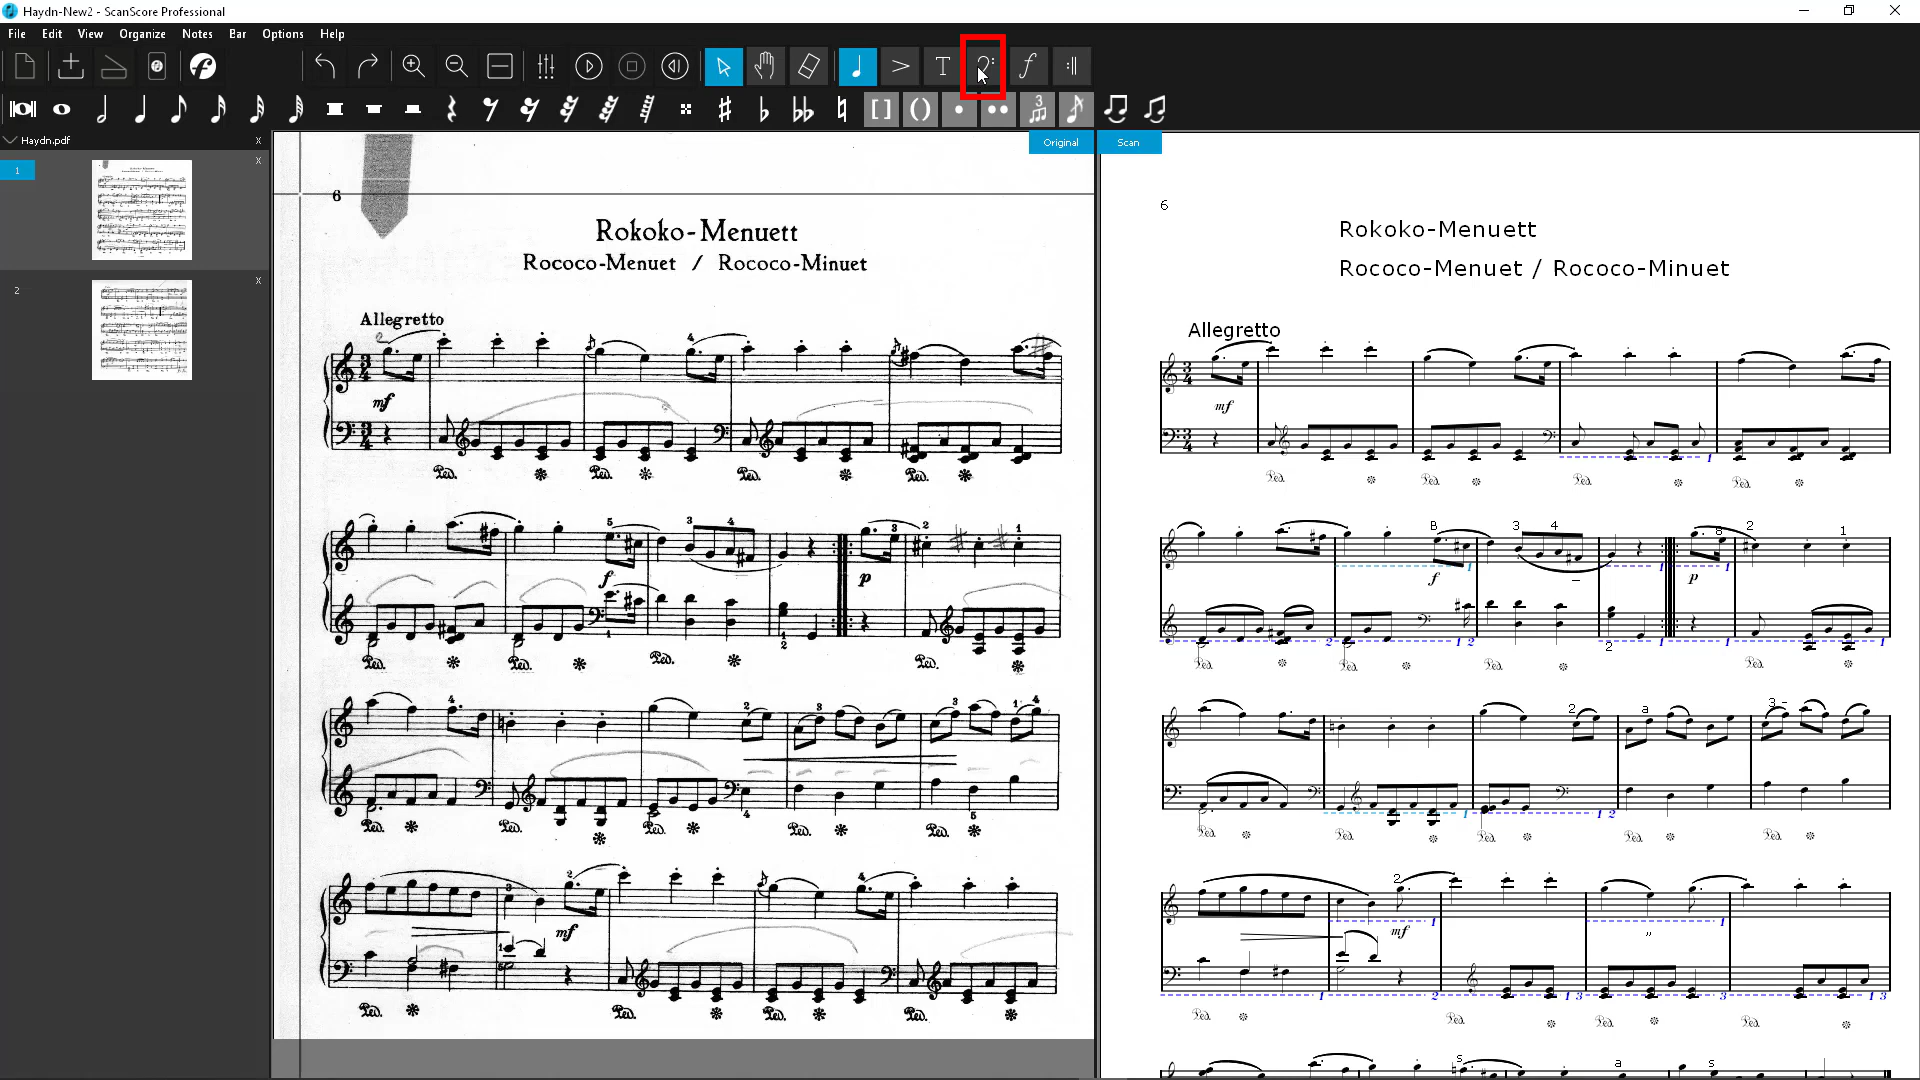 Haydn-New2 - ScanScore Professional
File Edit View Organize Notes Bar Options Help
Haydn.pdf x
1 x
2 x
Original
Scan
6
Rokoko-Menuett
Rococo-Menuet / Rococo-Minuet
Allegretto
mf
f
p
mf
6
Rokoko-Menuett
Rococo-Menuet / Rococo-Minuet
Allegretto
mf
f
p
mf